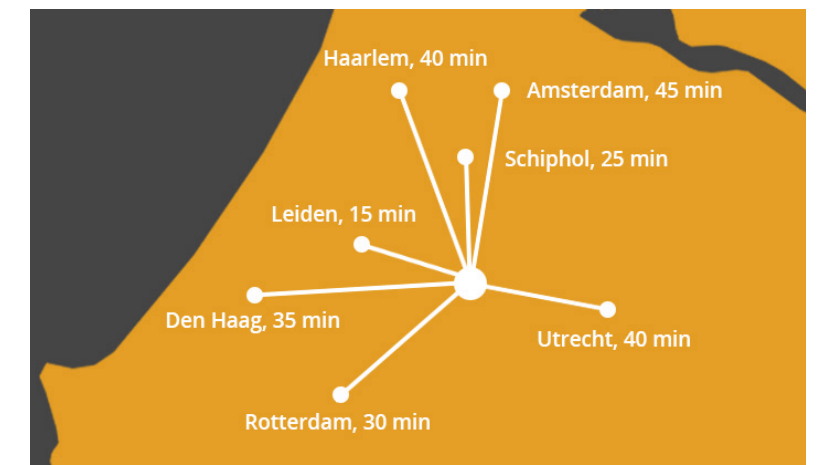 Haarlem, 40 min
Amsterdam, 45 min
Schiphol, 25 min
Leiden, 15 min
Den Haag, 35 min
Utrecht, 40 min
Rotterdam, 30 min